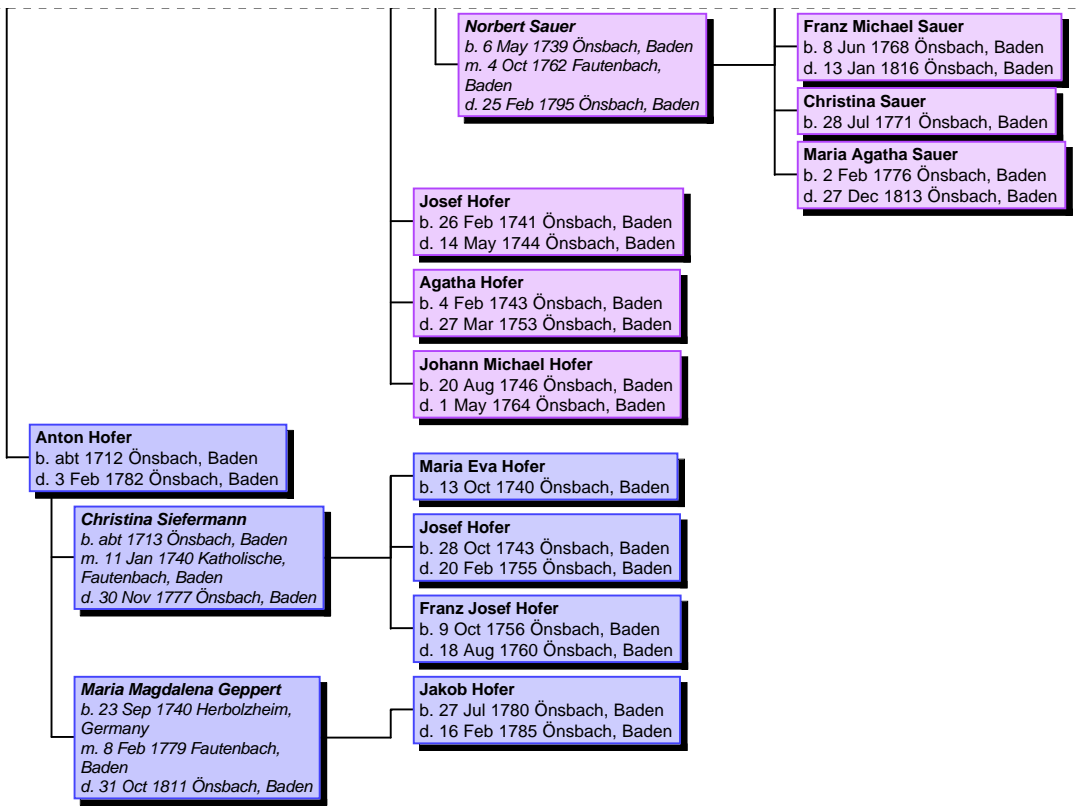 Norbert Sauer
b. 6 May 1739 Önsbach, Baden
m. 4 Oct 1762 Fautenbach,
Baden
d. 25 Feb 1795 Önsbach, Baden
Franz Michael Sauer
b. 8 Jun 1768 Önsbach, Baden
d. 13 Jan 1816 Önsbach, Baden
Christina Sauer
b. 28 Jul 1771 Önsbach, Baden
Maria Agatha Sauer
b. 2 Feb 1776 Önsbach, Baden
d. 27 Dec 1813 Önsbach, Baden
Josef Hofer
b. 26 Feb 1741 Önsbach, Baden
d. 14 May 1744 Önsbach, Baden
Agatha Hofer
b. 4 Feb 1743 Önsbach, Baden
d. 27 Mar 1753 Önsbach, Baden
Johann Michael Hofer
b. 20 Aug 1746 Önsbach, Baden
d. 1 May 1764 Önsbach, Baden
Anton Hofer
b. abt 1712 Önsbach, Baden
d. 3 Feb 1782 Önsbach, Baden
Christina Siefermann
b. abt 1713 Önsbach, Baden
m. 11 Jan 1740 Katholische,
Fautenbach, Baden
d. 30 Nov 1777 Önsbach, Baden
Maria Eva Hofer
b. 13 Oct 1740 Önsbach, Baden
Josef Hofer
b. 28 Oct 1743 Önsbach, Baden
d. 20 Feb 1755 Önsbach, Baden
Franz Josef Hofer
b. 9 Oct 1756 Önsbach, Baden
d. 18 Aug 1760 Önsbach, Baden
Maria Magdalena Geppert
b. 23 Sep 1740 Herbolzheim,
Germany
m. 8 Feb 1779 Fautenbach,
Baden
d. 31 Oct 1811 Önsbach, Baden
Jakob Hofer
b. 27 Jul 1780 Önsbach, Baden
d. 16 Feb 1785 Önsbach, Baden